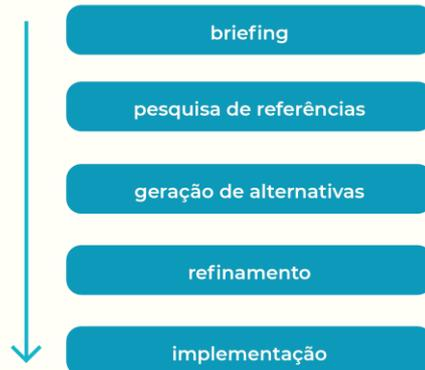 briefing
pesquisa de referências
geração de alternativas
refinamento
implementação